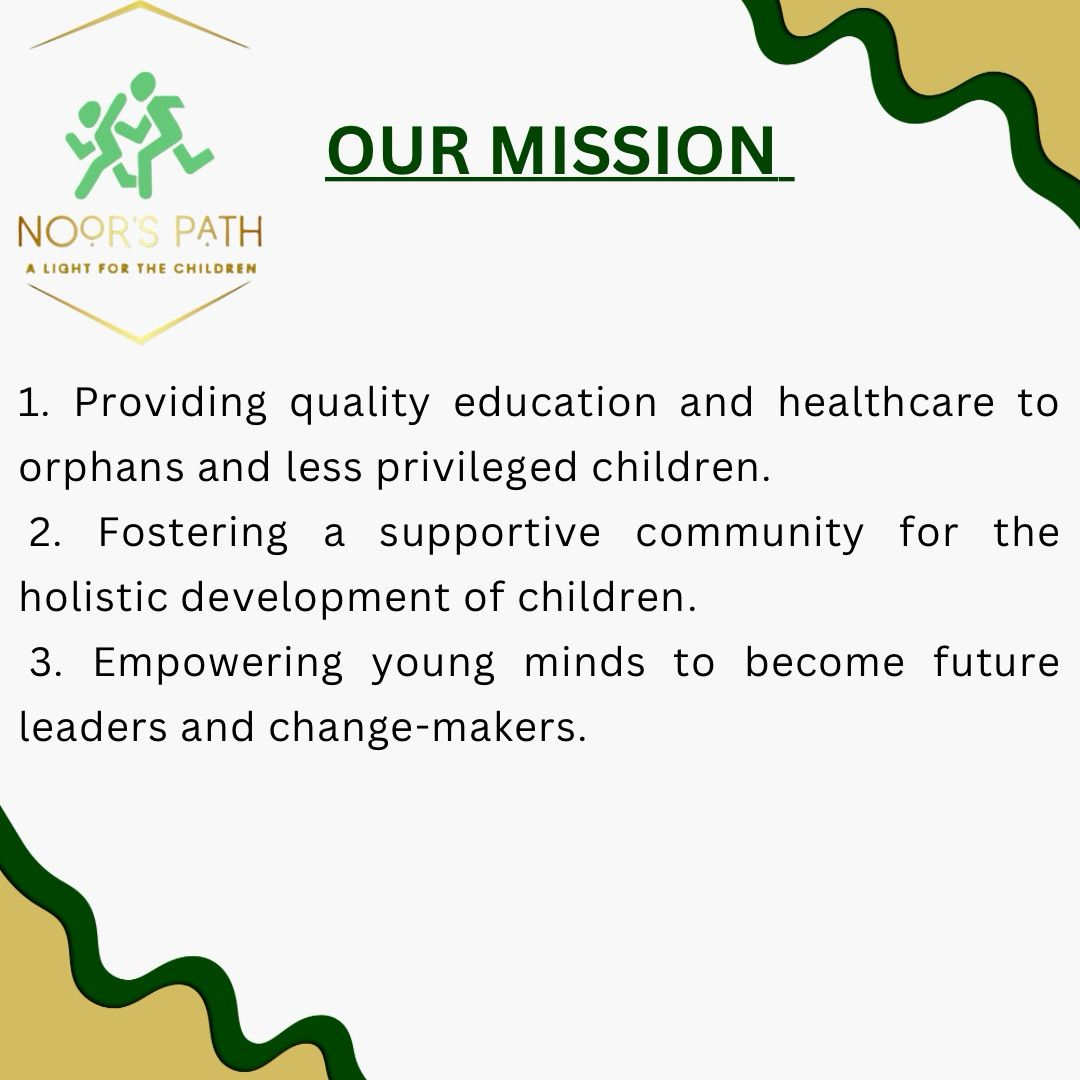 NOOR'S PATH
A LIGHT FOR THE CHILDREN
OUR MISSION
1. Providing quality education and healthcare to
orphans and less privileged children.
2. Fostering a supportive community for the
holistic development of children.
3. Empowering young minds to become future
leaders and change-makers.